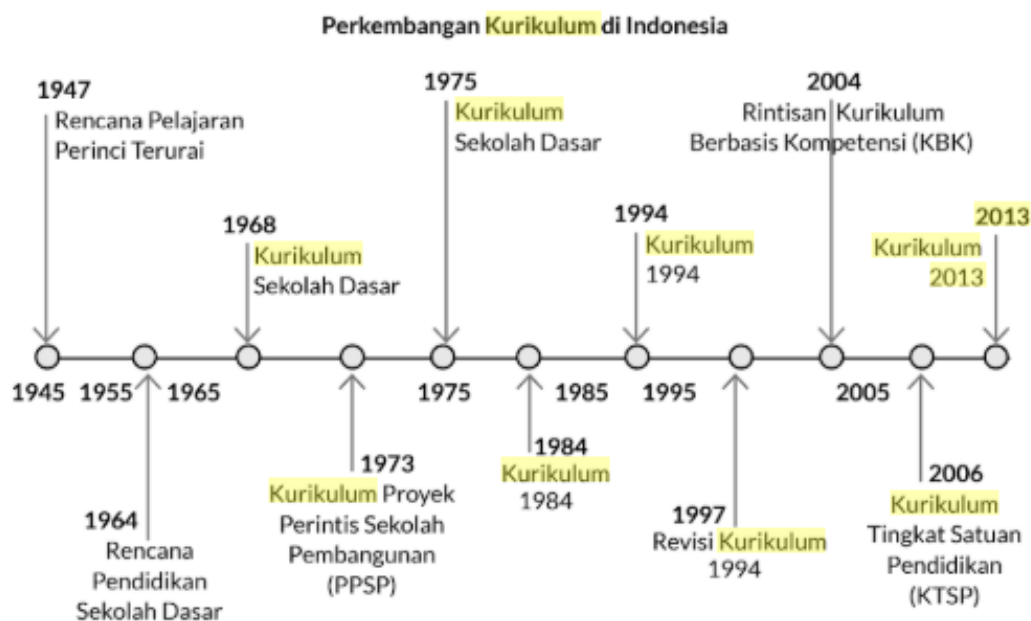 Perkembangan Kurikulum di Indonesia
1947
Rencana Pelajaran
Perinci Terurai
1968
Kurikulum
Sekolah Dasar
1975
Kurikulum
Sekolah Dasar
1994
Kurikulum
1994
2004
Rintisan Kurikulum
Berbasis Kompetensi (KBK)
2013
Kurikulum
2013
1945 1955 1965 1975 1985 1995 2005
1964
Rencana
Pendidikan
Sekolah Dasar
1973
Kurikulum Proyek
Perintis Sekolah
Pembangunan
(PPSP)
1984
Kurikulum
1984
1997
Revisi Kurikulum
1994
2006
Kurikulum
Tingkat Satuan
Pendidikan
(KTSP)